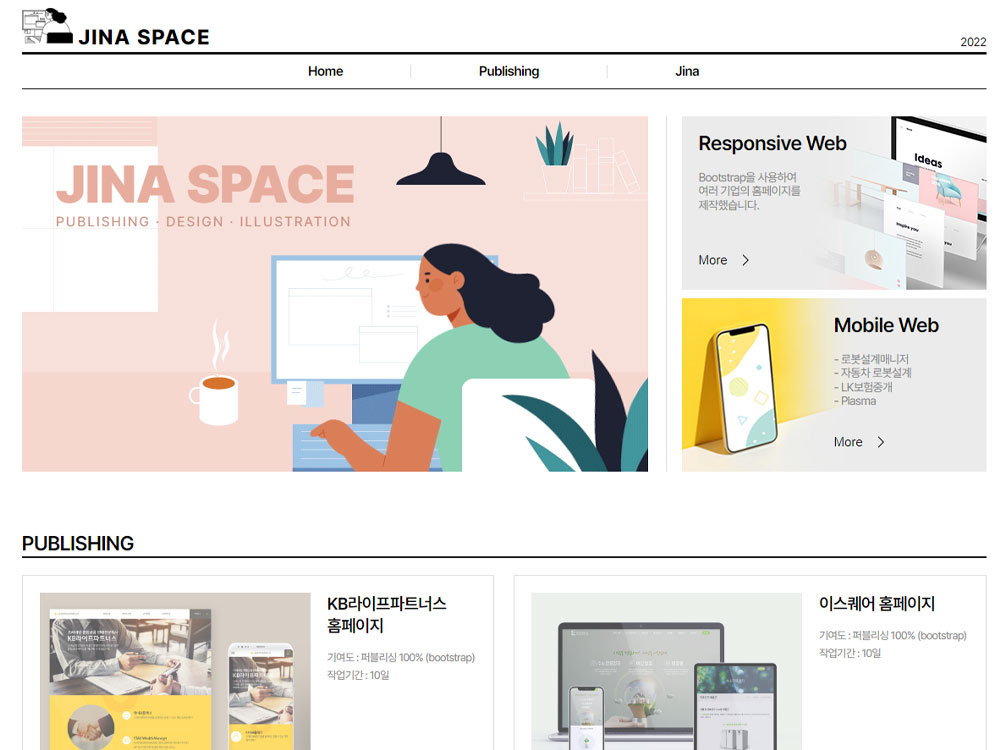 JINA SPACE
2022
Home
Publishing
Jina
JINA SPACE
PUBLISHING · DESIGN · ILLUSTRATION
Responsive Web
Bootstrap을 사용하여
여러 기업의 홈페이지를
제작했습니다.
More
Ideas
Inspire you
Mobile Web
- 로봇설계매니저
- 자동차 로봇설계
- LK보험중개
- Plasma
More
PUBLISHING
KB라이프파트너스
홈페이지
기여도 : 퍼블리싱 100% (bootstrap)
작업기간 : 10일
KB라이프파트너스
이스퀘어 홈페이지
기여도 : 퍼블리싱 100% (bootstrap)
작업기간 : 10일